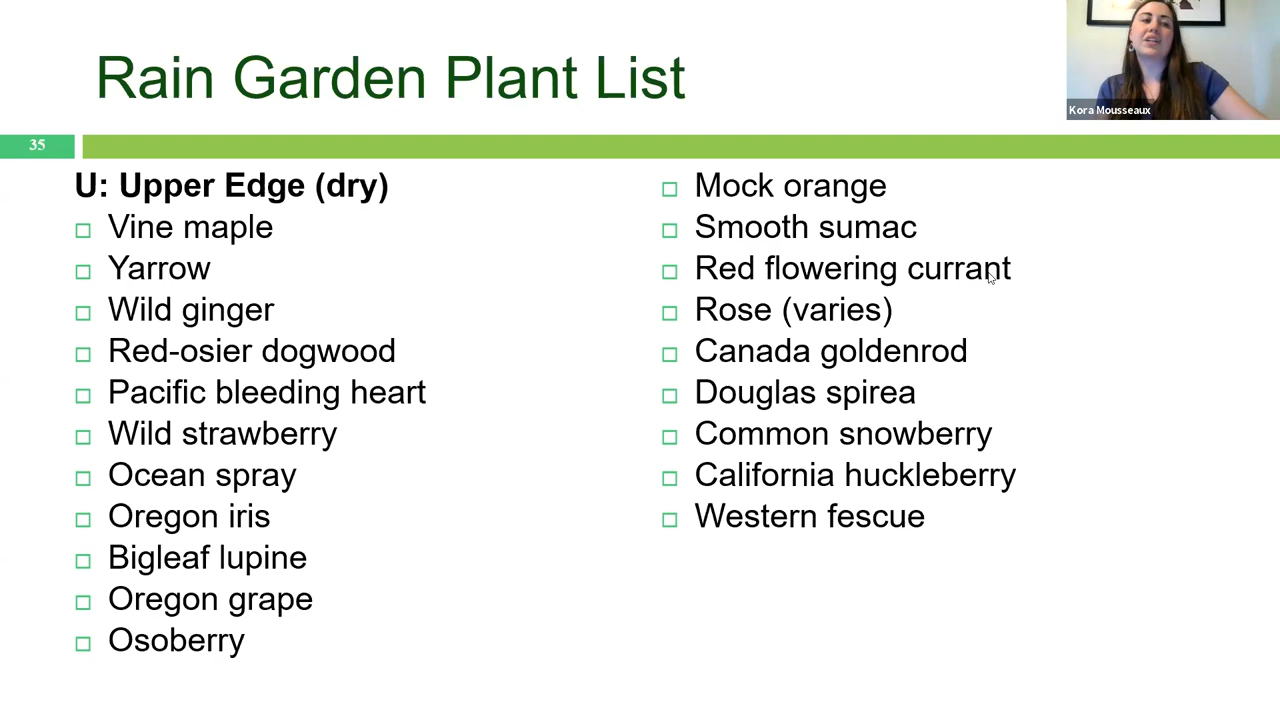 Rain Garden Plant List
Kora Mousseaux
35
U: Upper Edge (dry)
Vine maple
Yarrow
Wild ginger
Red-osier dogwood
Pacific bleeding heart
Wild strawberry
Ocean spray
Oregon iris
Bigleaf lupine
Oregon grape
Osoberry
Mock orange
Smooth sumac
Red flowering currant
Rose (varies)
Canada goldenrod
Douglas spirea
Common snowberry
California huckleberry
Western fescue